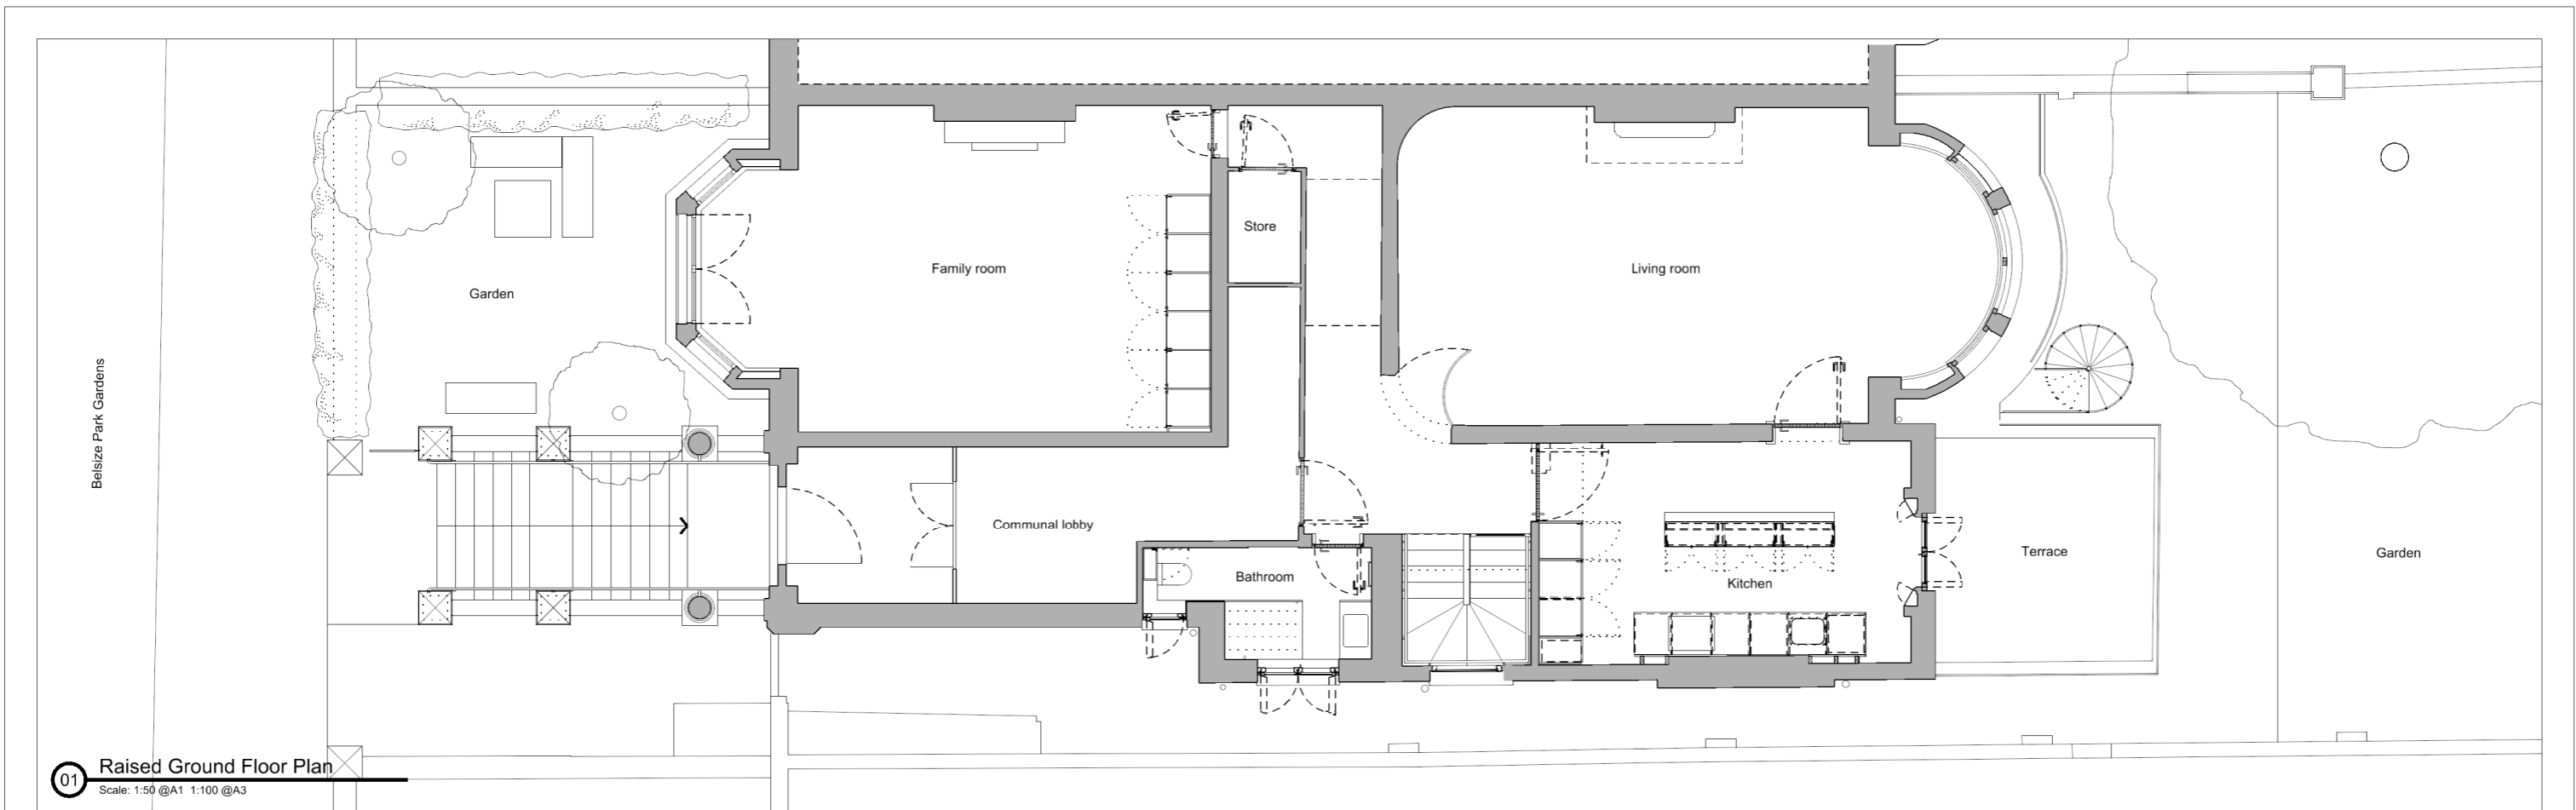 Store
Family room
Living room
Garden
Belsize Park Gardens
Communal lobby
Bathroom
Kitchen
Terrace
Garden
01
Raised Ground Floor Plan
Scale: 1:50 @A1 1:100 @A3